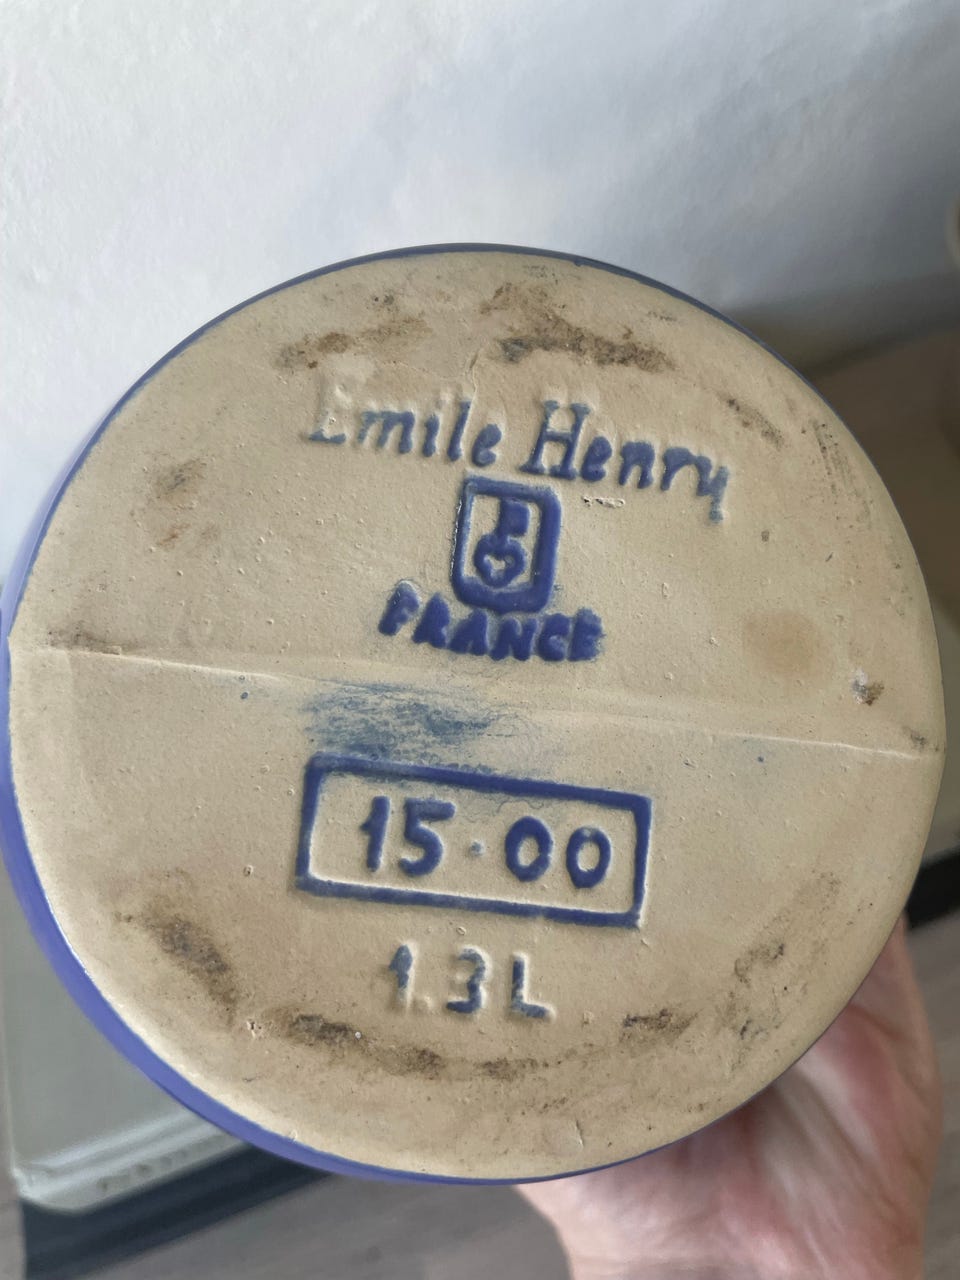 Emile Henry
FRANCE
15·00
1.3L